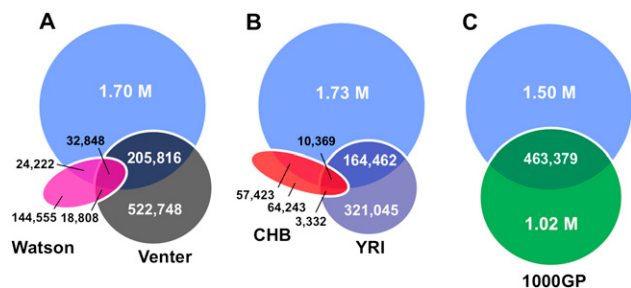 A
B
C
1.70 M
1.73 M
1.50 M
32,848
10,369
24,222
205,816
164,462
463,379
57,423
144,555
18,808
522,748
64,243
3,332
321,045
1.02 M
Watson
Venter
CHB
YRI
1000GP